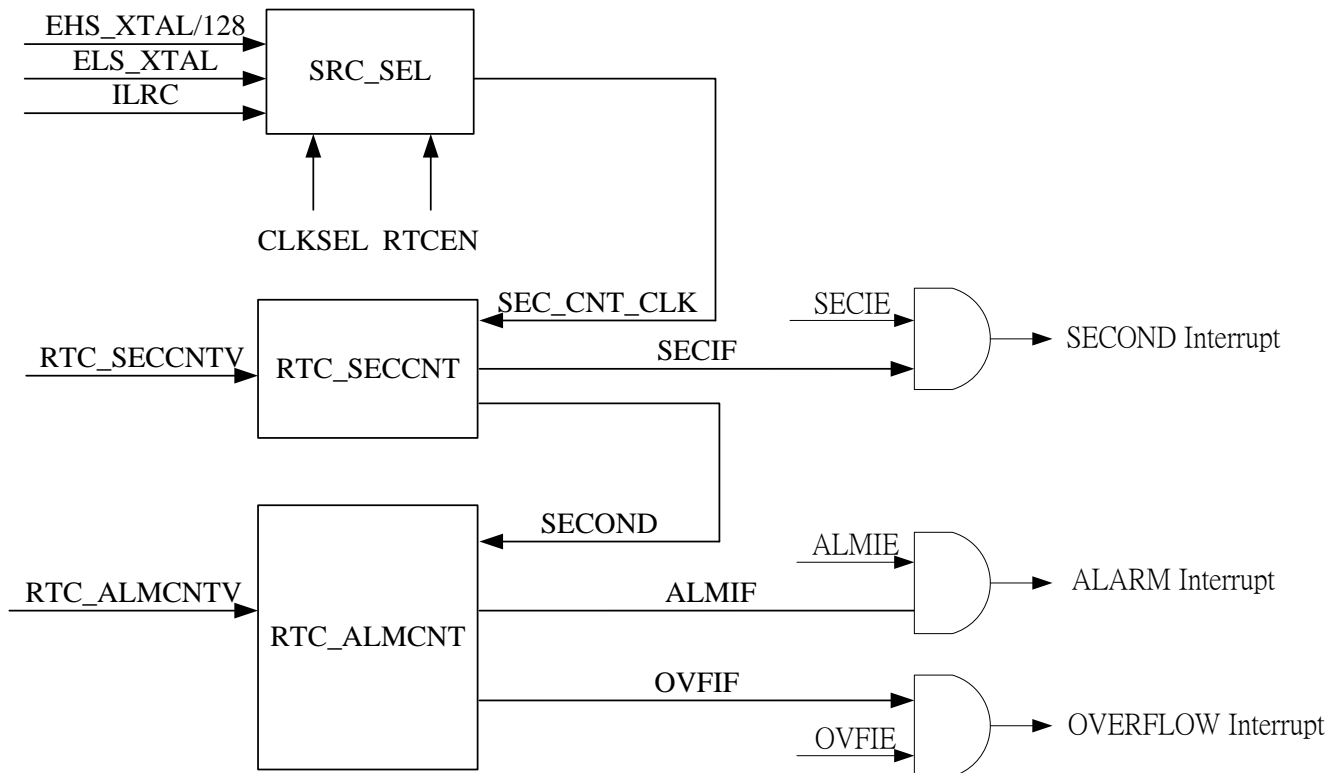 EHS_XTAL/128
ELS_XTAL
ILRC
SRC_SEL
CLKSEL RTCEN
SEC_CNT_CLK
SECIE
SECOND Interrupt
RTC_SECCNTV
RTC_SECCNT
SECIF
SECOND
ALMIE
ALARM Interrupt
RTC_ALMCNTV
RTC_ALMCNT
ALMIF
OVFIF
OVFIE
OVERFLOW Interrupt